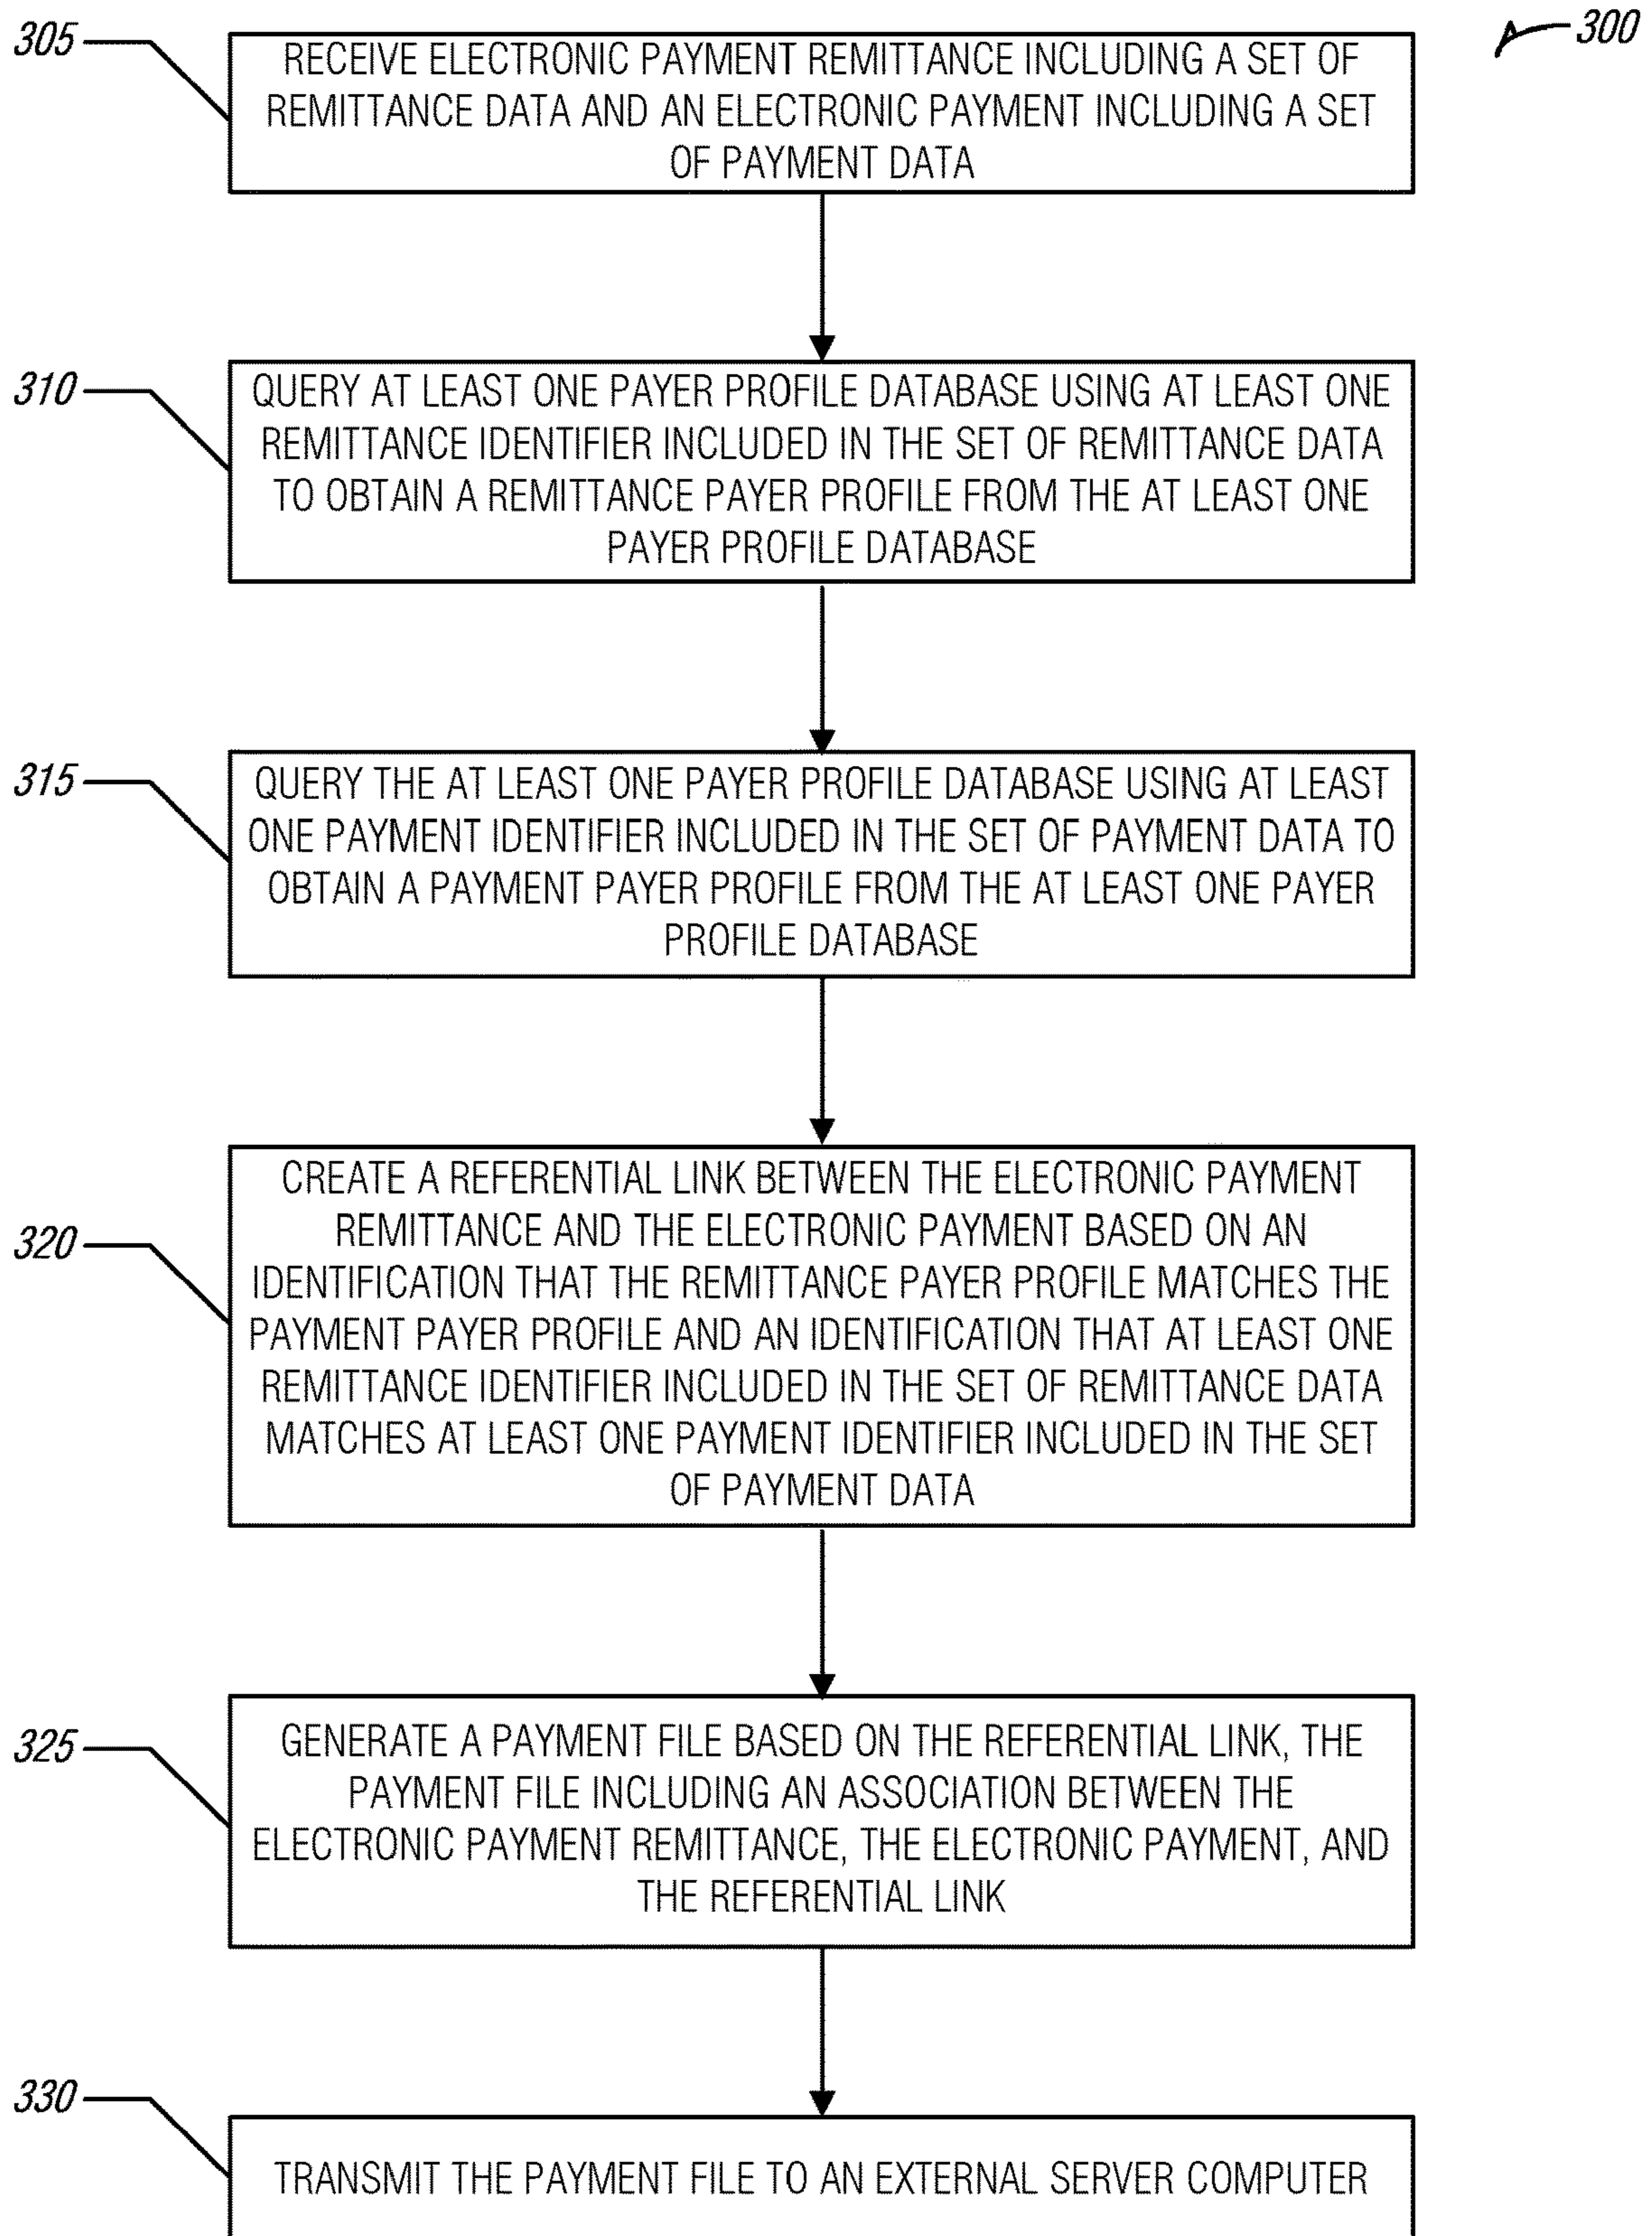 300
305
RECEIVE ELECTRONIC PAYMENT REMITTANCE INCLUDING A SET OF
REMITTANCE DATA AND AN ELECTRONIC PAYMENT INCLUDING A SET
OF PAYMENT DATA
310
QUERY AT LEAST ONE PAYER PROFILE DATABASE USING AT LEAST ONE
REMITTANCE IDENTIFIER INCLUDED IN THE SET OF REMITTANCE DATA
TO OBTAIN A REMITTANCE PAYER PROFILE FROM THE AT LEAST ONE
PAYER PROFILE DATABASE
315
QUERY THE AT LEAST ONE PAYER PROFILE DATABASE USING AT LEAST
ONE PAYMENT IDENTIFIER INCLUDED IN THE SET OF PAYMENT DATA TO
OBTAIN A PAYMENT PAYER PROFILE FROM THE AT LEAST ONE PAYER
PROFILE DATABASE
320
CREATE A REFERENTIAL LINK BETWEEN THE ELECTRONIC PAYMENT
REMITTANCE AND THE ELECTRONIC PAYMENT BASED ON AN
IDENTIFICATION THAT THE REMITTANCE PAYER PROFILE MATCHES THE
PAYMENT PAYER PROFILE AND AN IDENTIFICATION THAT AT LEAST ONE
REMITTANCE IDENTIFIER INCLUDED IN THE SET OF REMITTANCE DATA
MATCHES AT LEAST ONE PAYMENT IDENTIFIER INCLUDED IN THE SET
OF PAYMENT DATA
325
GENERATE A PAYMENT FILE BASED ON THE REFERENTIAL LINK, THE
PAYMENT FILE INCLUDING AN ASSOCIATION BETWEEN THE
ELECTRONIC PAYMENT REMITTANCE, THE ELECTRONIC PAYMENT, AND
THE REFERENTIAL LINK
330
TRANSMIT THE PAYMENT FILE TO AN EXTERNAL SERVER COMPUTER